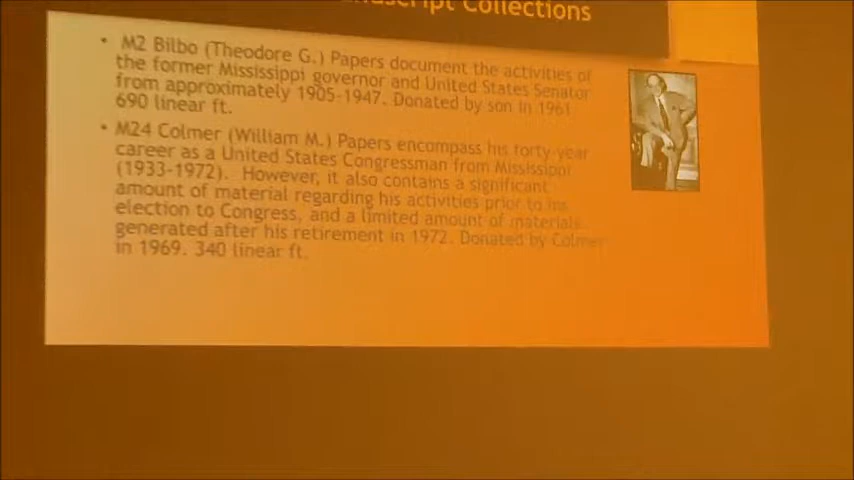 Manuscript Collections
• M2 Bilbo (Theodore G.) Papers document the activities of
the former Mississippi governor and United States Senator
from approximately 1905-1947. Donated by son in 1961.
690 linear ft.
• M24 Colmer (William M.) Papers encompass his forty-year
career as a United States Congressman from Mississippi
(1933-1972). However, it also contains a significant
amount of material regarding his activities prior to his
election to Congress, and a limited amount of materials
generated after his retirement in 1972. Donated by Colmer
in 1969. 340 linear ft.